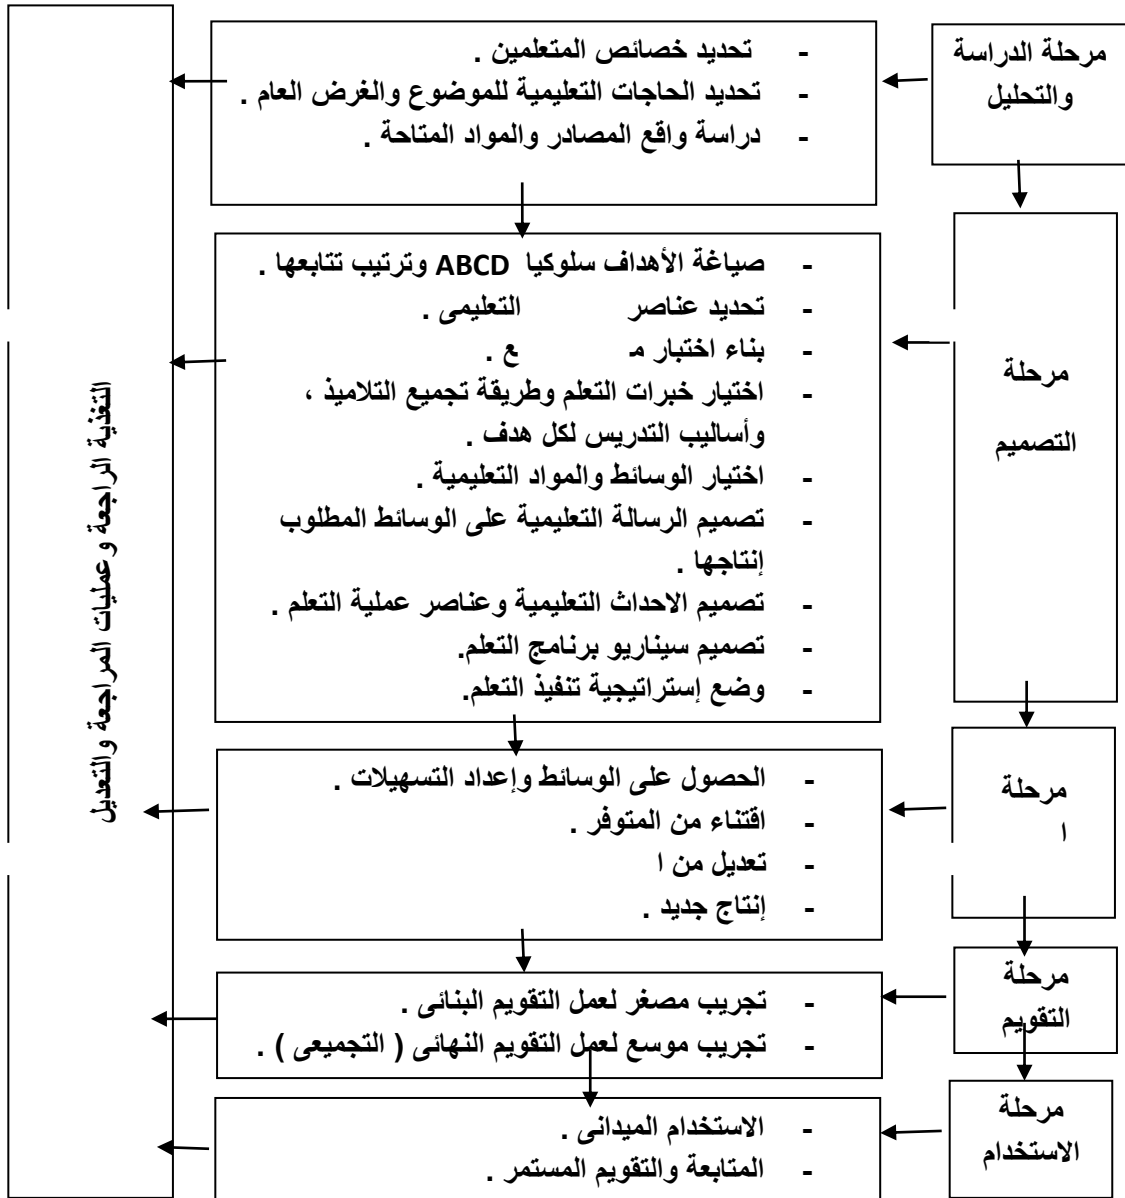 مرحلة الدراسة
والتحليل
- تحديد خصائص المتعلمين .
- تحديد الحاجات التعليمية للموضوع والغرض العام .
- دراسة واقع المصادر والمواد المتاحة .
مرحلة
التصميم
- صياغة الأهداف سلوكيا ABCD وترتيب تتابعها .
- تحديد عناصر التعليمى .
- بناء اختبار
- اختيار خبرات التعلم وطريقة تجميع التلاميذ ،
وأساليب التدريس لكل هدف .
- اختيار الوسائط والمواد التعليمية .
- تصميم الرسالة التعليمية على الوسائط المطلوب
إنتاجها .
- تصميم الاحداث التعليمية وعناصر عملية التعلم .
- تصميم سيناريو برنامج التعلم.
- وضع إستراتيجية تنفيذ التعلم.
مرحلة
- الحصول على الوسائط وإعداد التسهيلات .
- اقتناء من المتوفر .
- تعديل من
- إنتاج جديد .
مرحلة
التقويم
- تجريب مصغر لعمل التقويم البنائى .
- تجريب موسع لعمل التقويم النهائى ( التجميعى ) .
مرحلة
الاستخدام
- الاستخدام الميدانى .
- المتابعة والتقويم المستمر .
التغذية الراجعة وعمليات المراجعة والتعديل